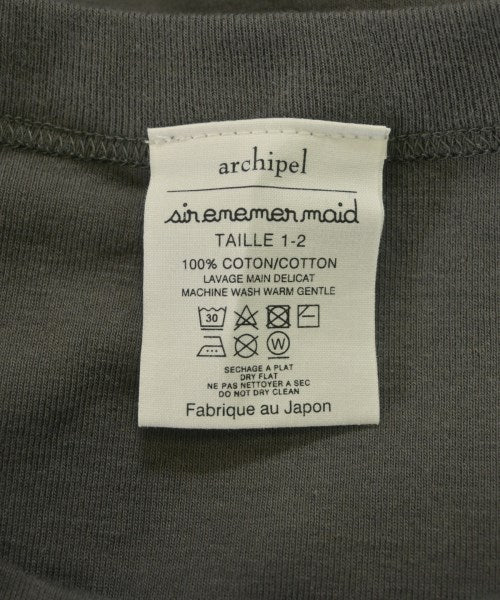 archipel
sirenemermaid
TAILLE 1-2
100% COTON/COTTON
LAVAGE MAIN DELICAT
MACHINE WASH WARM GENTLE
30
W
SECHAGE A PLAT
DRY FLAT
NE PAS NETTOYER A SEC
DO NOT DRY CLEAN
Fabrique au Japon